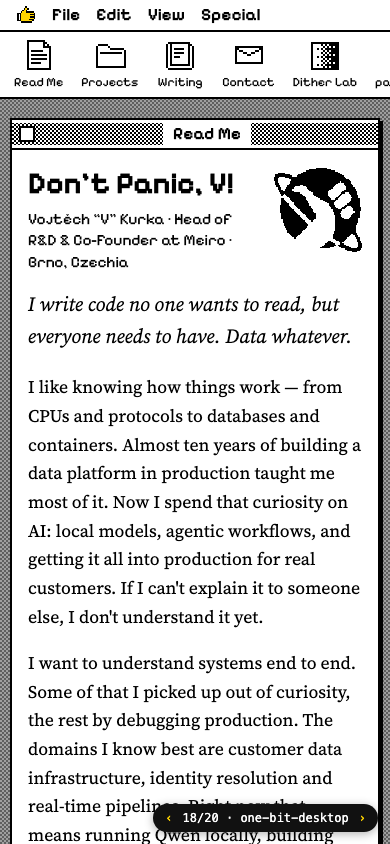 File Edit View Special
Read Me Projects Writing Contact Dither Lab pa
Read Me
Don't Panic, V!
Vojtěch "V" Kurka · Head of
R&D & Co-Founder at Meiro ·
Brno, Czechia
I write code no one wants to read, but
everyone needs to have. Data whatever.
I like knowing how things work — from
CPUs and protocols to databases and
containers. Almost ten years of building a
data platform in production taught me
most of it. Now I spend that curiosity on
AI: local models, agentic workflows, and
getting it all into production for real
customers. If I can't explain it to someone
else, I don't understand it yet.
I want to understand systems end to end.
Some of that I picked up out of curiosity,
the rest by debugging production. The
domains I know best are customer data
infrastructure, identity resolution and
real-time pipelines. Right now that
means running Qwen locally, building
‹ 18/20 · one-bit-desktop ›